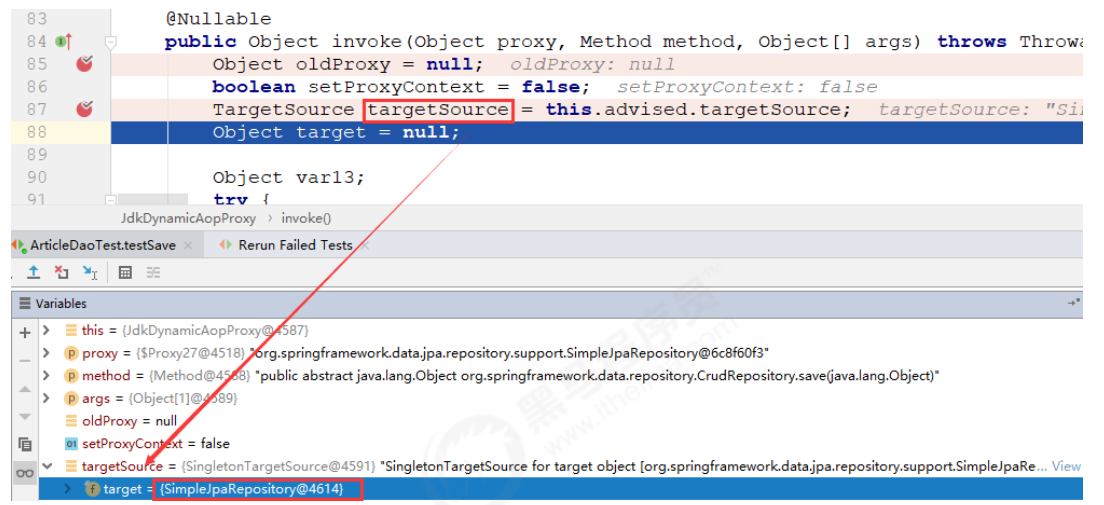 83 @Nullable
84 public Object invoke(Object proxy, Method method, Object[] args) throws Throwa
85 Object oldProxy = null; oldProxy: null
86 boolean setProxyContext = false; setProxyContext: false
87 TargetSource targetSource = this.advised.targetSource; targetSource: "Si
88 Object target = null;
89
90 Object var13;
91 try {
JdkDynamicAopProxy › invoke()
ArticleDaoTest.testSave × Rerun Failed Tests ×
Variables
this = {JdkDynamicAopProxy@4587}
proxy = {$Proxy27@4518} "org.springframework.data.jpa.repository.support.SimpleJpaRepository@6c8f60f3"
method = {Method@4588} "public abstract java.lang.Object org.springframework.data.repository.CrudRepository.save(java.lang.Object)"
args = {Object[1]@4589}
oldProxy = null
setProxyContext = false
targetSource = {SingletonTargetSource@4591} "SingletonTargetSource for target object [org.springframework.data.jpa.repository.support.SimpleJpaRe... View
target = {SimpleJpaRepository@4614}